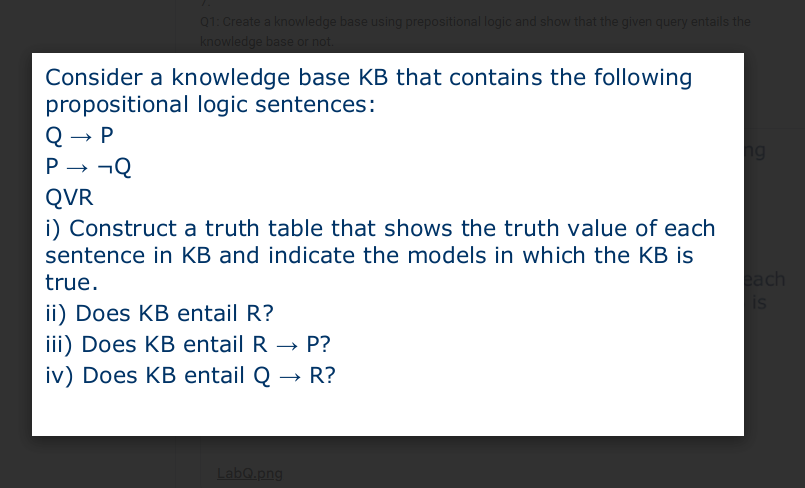 Q1: Create a knowledge base using prepositional logic and show that the given query entails the
knowledge base or not
Consider a knowledge base KB that contains the following
propositional logic sentences:
Q → P
P → ¬Q
QVR
i) Construct a truth table that shows the truth value of each
sentence in KB and indicate the models in which the KB is
true.
ii) Does KB entail R?
iii) Does KB entail R → P?
iv) Does KB entail Q → R?
ng
each
is
LabQ.png